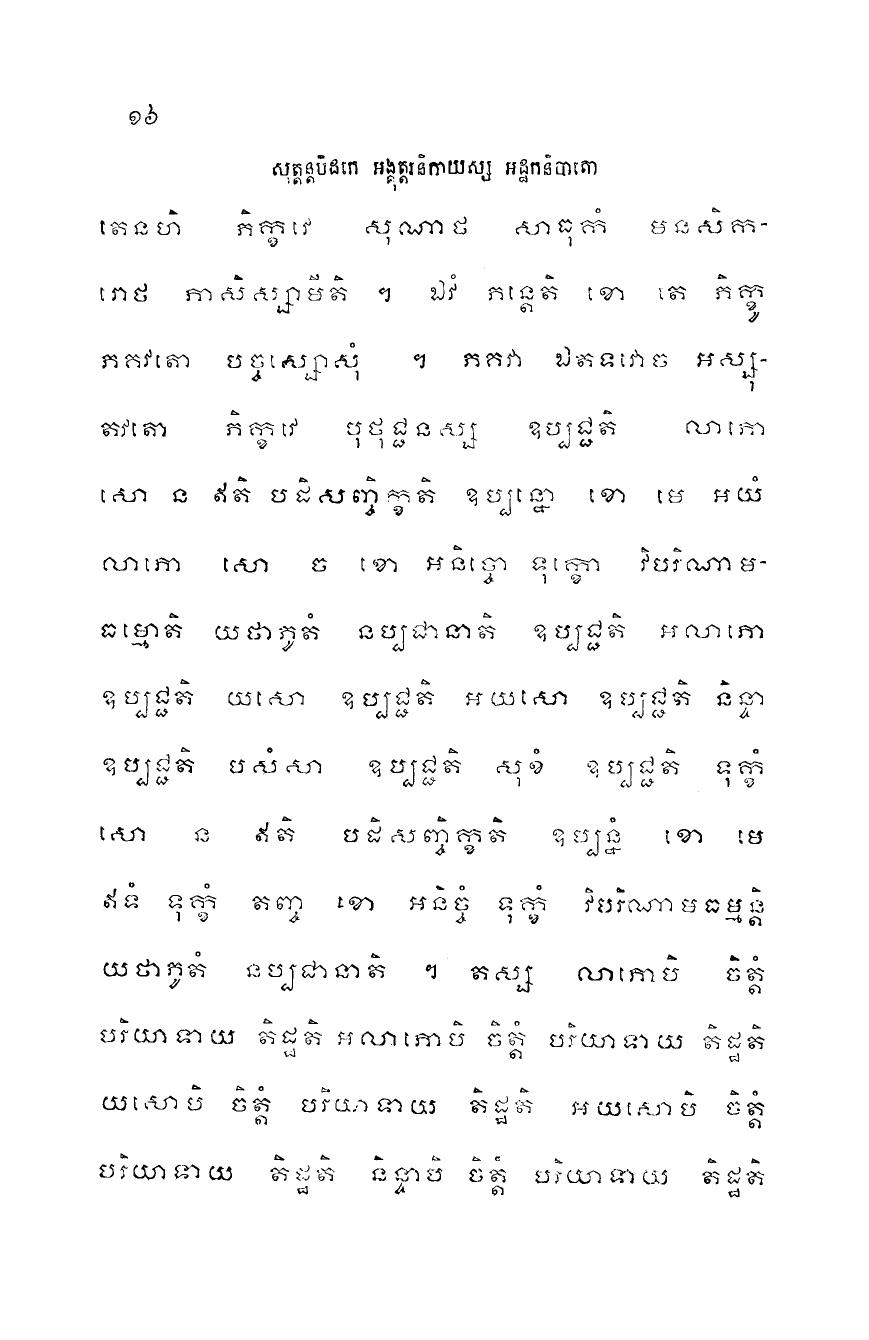 ១៦
សុត្តន្តបិដកេ អង្គុត្តរនិកាយស្ស អដ្ឋកនិបាតោ
តេនហិ ភិក្ខវេ សុណាថ សាធុកំ មនសិក-
រោថ ភាសិស្សាមីតិ ។ ឯវំ ភន្តេតិ ខោ តេ ភិក្ខូ
ភគវតោ បច្ចស្សោសុំ ។ ភគវា ឯតទវោច អស្សុ-
តវតោ ភិក្ខវេ បុថុជ្ជនស្ស ឧប្បជ្ជតិ លាភោ
សោ ន ឥតិ បដិសញ្ចិក្ខតិ ឧប្បន្នោ ខោ មេ អយំ
លាភោ សោ ច ខោ អនិច្ចោ ទុក្ខោ វិបរិណាម-
ធម្មោតិ យថាភូតំ នប្បជានាតិ ឧប្បជ្ជតិ អលាភោ
ឧប្បជ្ជតិ យសោ ឧប្បជ្ជតិ អយសោ ឧប្បជ្ជតិ និន្ទា
ឧប្បជ្ជតិ បសំសា ឧប្បជ្ជតិ សុខំ ឧប្បជ្ជតិ ទុក្ខំ
សោ ន ឥតិ បដិសញ្ចិក្ខតិ ឧប្បន្នំ ខោ មេ
ឥទំ ទុក្ខំ តញ្ច ខោ អនិច្ចំ ទុក្ខំ វិបរិណាមធម្មន្តិ
យថាភូតំ នប្បជានាតិ ។ តស្ស លាភោបិ ចិត្តំ
បរិយាទាយ តិដ្ឋតិ អលាភោបិ ចិត្តំ បរិយាទាយ តិដ្ឋតិ
យសោបិ ចិត្តំ បរិយាទាយ តិដ្ឋតិ អយសោបិ ចិត្តំ
បរិយាទាយ តិដ្ឋតិ និន្ទាបិ ចិត្តំ បរិយាទាយ តិដ្ឋតិ